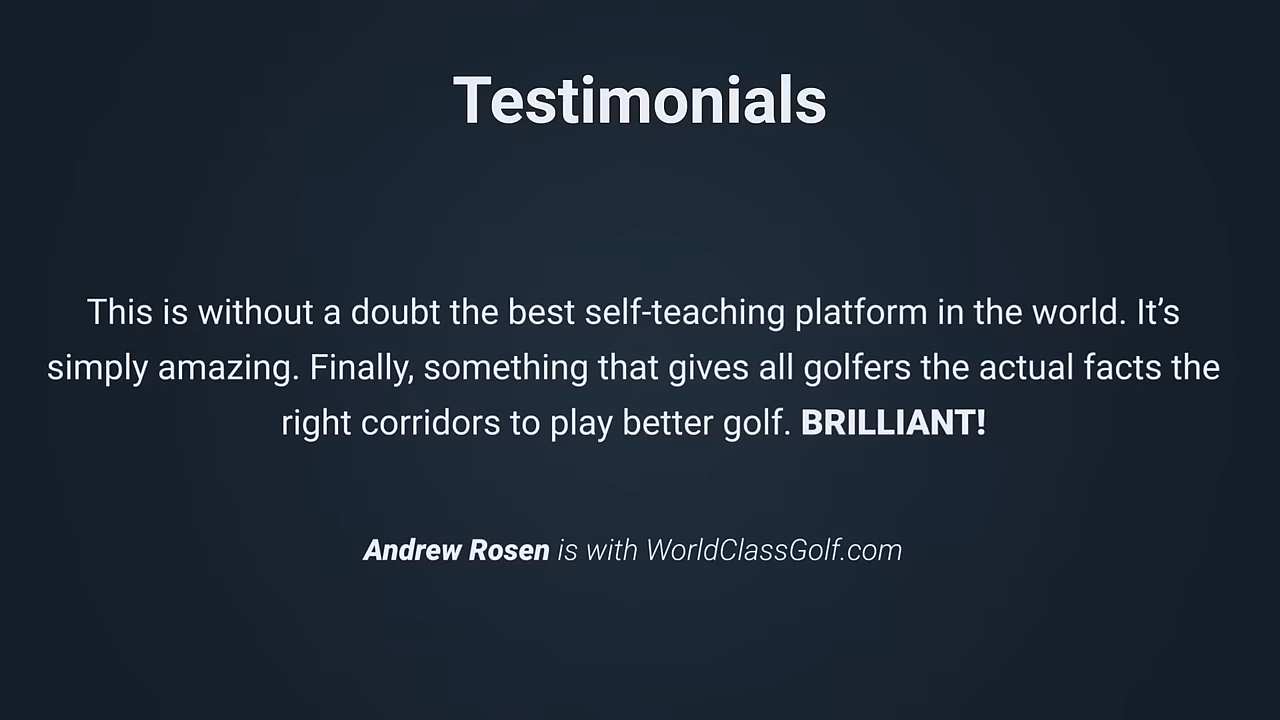 Testimonials
This is without a doubt the best self-teaching platform in the world. It’s
simply amazing. Finally, something that gives all golfers the actual facts the
right corridors to play better golf. BRILLIANT!
Andrew Rosen is with WorldClassGolf.com